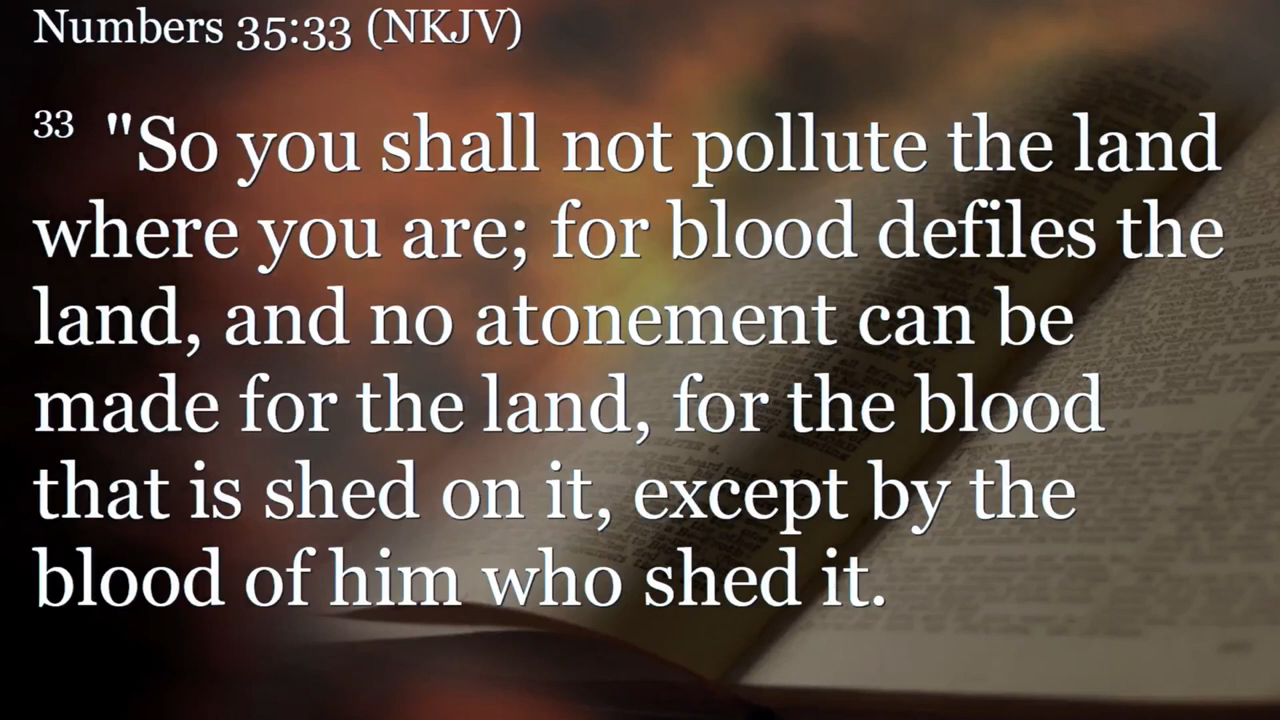 Numbers 35:33 (NKJV)
33 "So you shall not pollute the land
where you are; for blood defiles the
land, and no atonement can be
made for the land, for the blood
that is shed on it, except by the
blood of him who shed it.
CHAPTER 4.